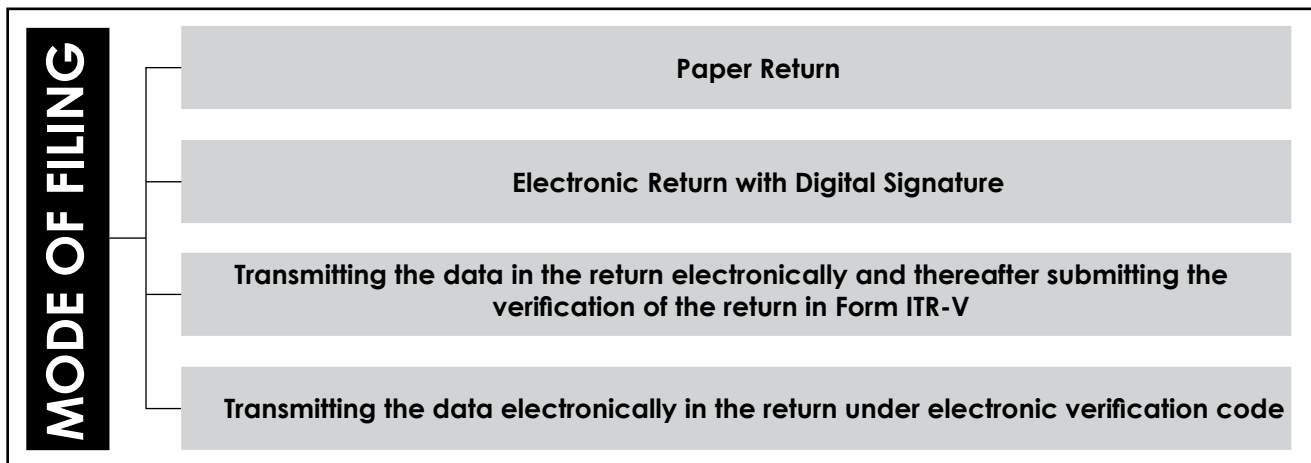 MODE OF FILING
Paper Return
Electronic Return with Digital Signature
Transmitting the data in the return electronically and thereafter submitting the
verification of the return in Form ITR-V
Transmitting the data electronically in the return under electronic verification code